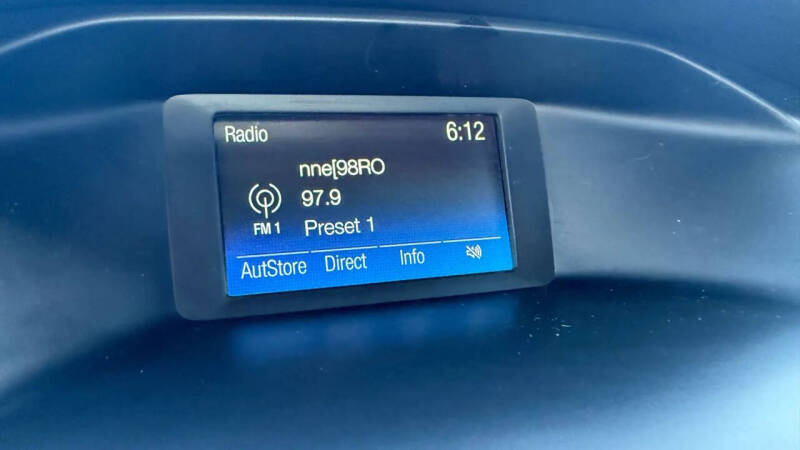 Radio 6:12
nne[98RO
97.9
FM 1 Preset 1
AutStore Direct Info